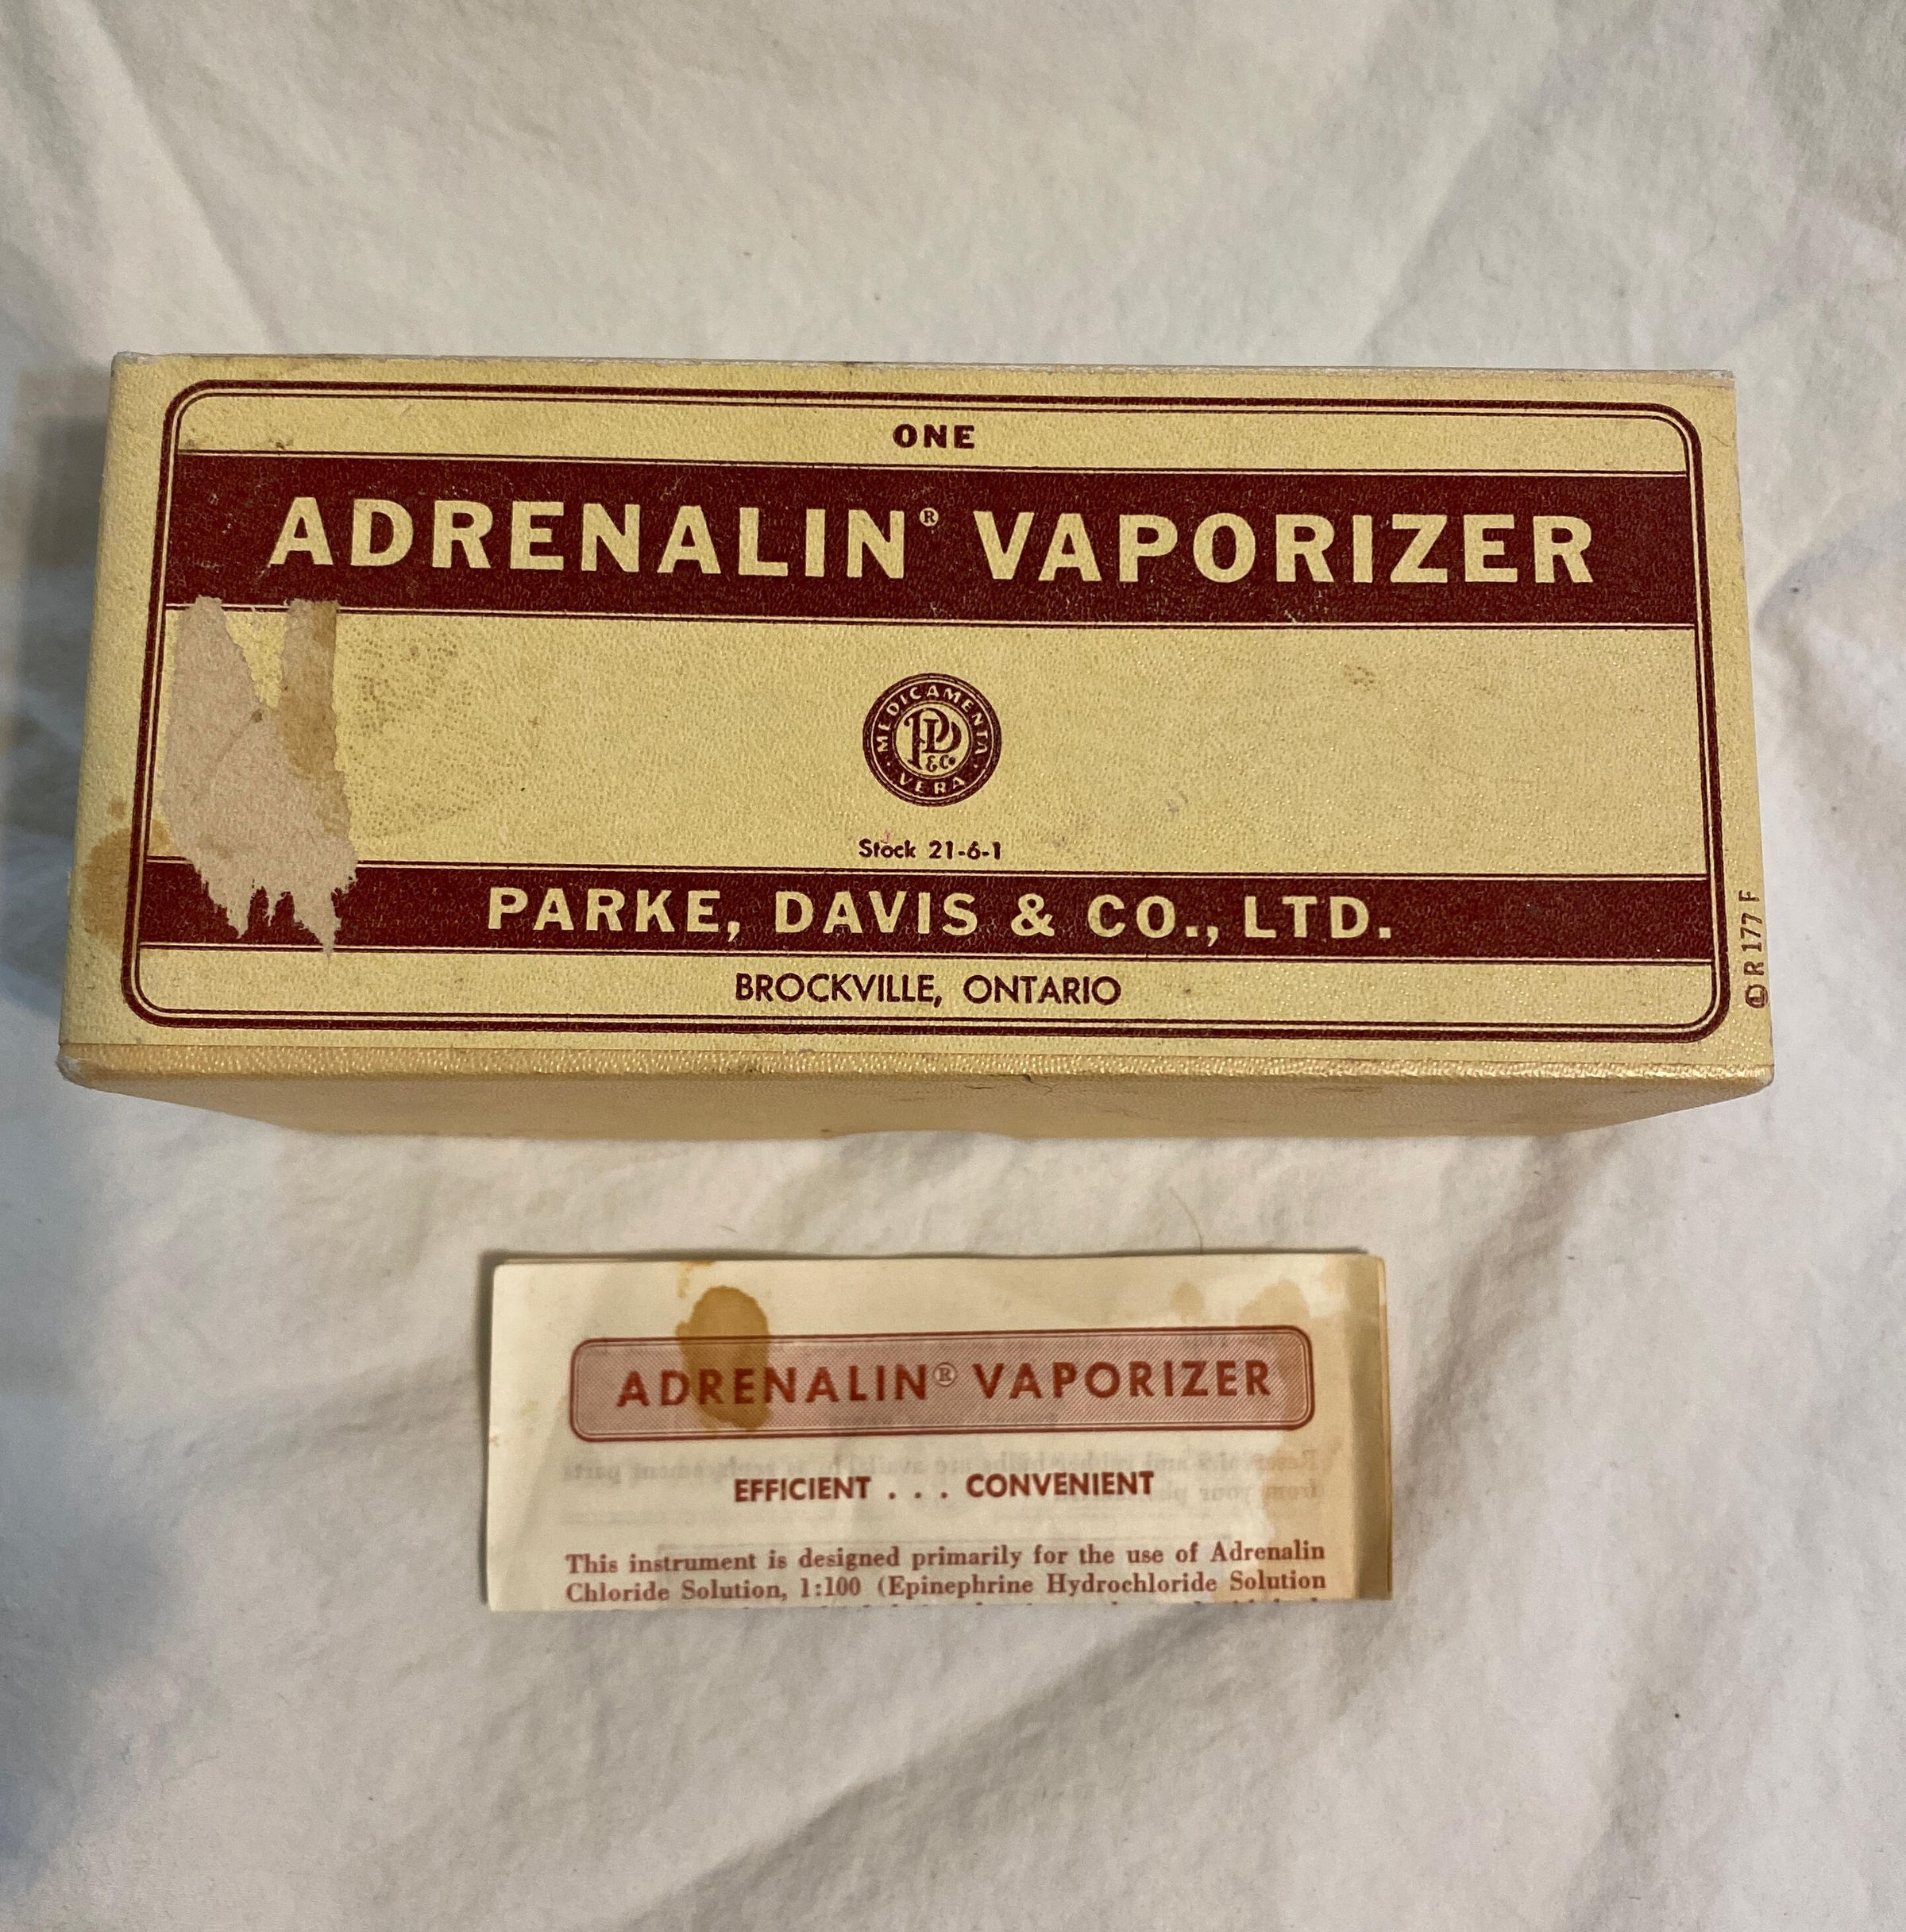 ONE
ADRENALIN® VAPORIZER
MEDICAMENTA
PD
& Co
VERA
Stock 21-6-1
PARKE, DAVIS & CO., LTD.
BROCKVILLE, ONTARIO
Ⓛ R 177 F
ADRENALIN® VAPORIZER
EFFICIENT . . . CONVENIENT
This instrument is designed primarily for the use of Adrenalin
Chloride Solution, 1:100 (Epinephrine Hydrochloride Solution